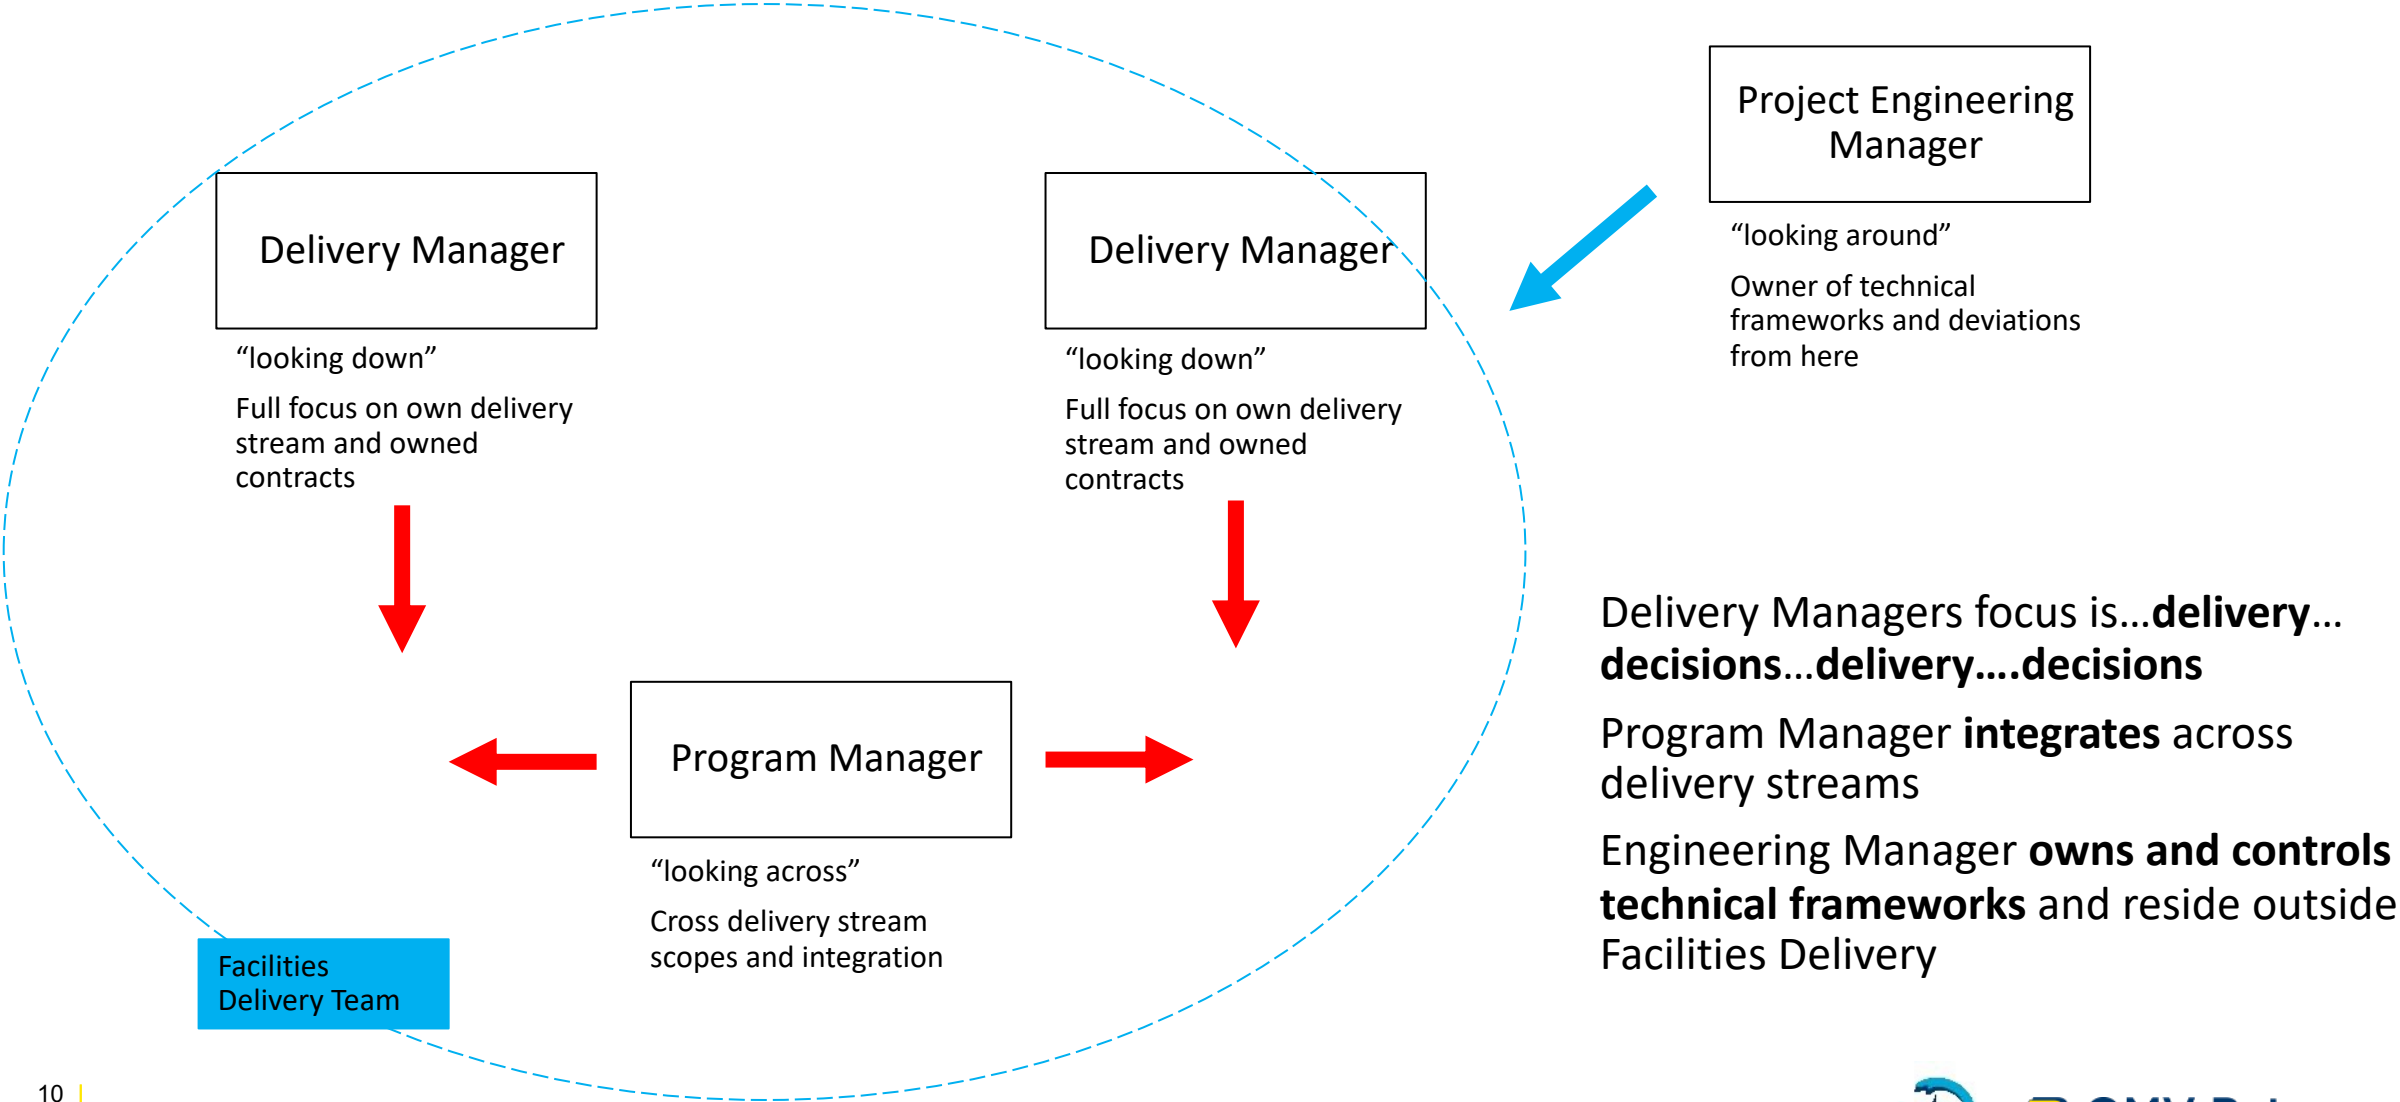 Project Engineering
Manager
“looking around”
Owner of technical
frameworks and deviations
from here
Delivery Manager
“looking down”
Full focus on own delivery
stream and owned
contracts
Delivery Manager
“looking down”
Full focus on own delivery
stream and owned
contracts
Program Manager
“looking across”
Cross delivery stream
scopes and integration
Facilities
Delivery Team
Delivery Managers focus is…delivery…
decisions…delivery….decisions
Program Manager integrates across
delivery streams
Engineering Manager owns and controls
technical frameworks and reside outside
Facilities Delivery
10